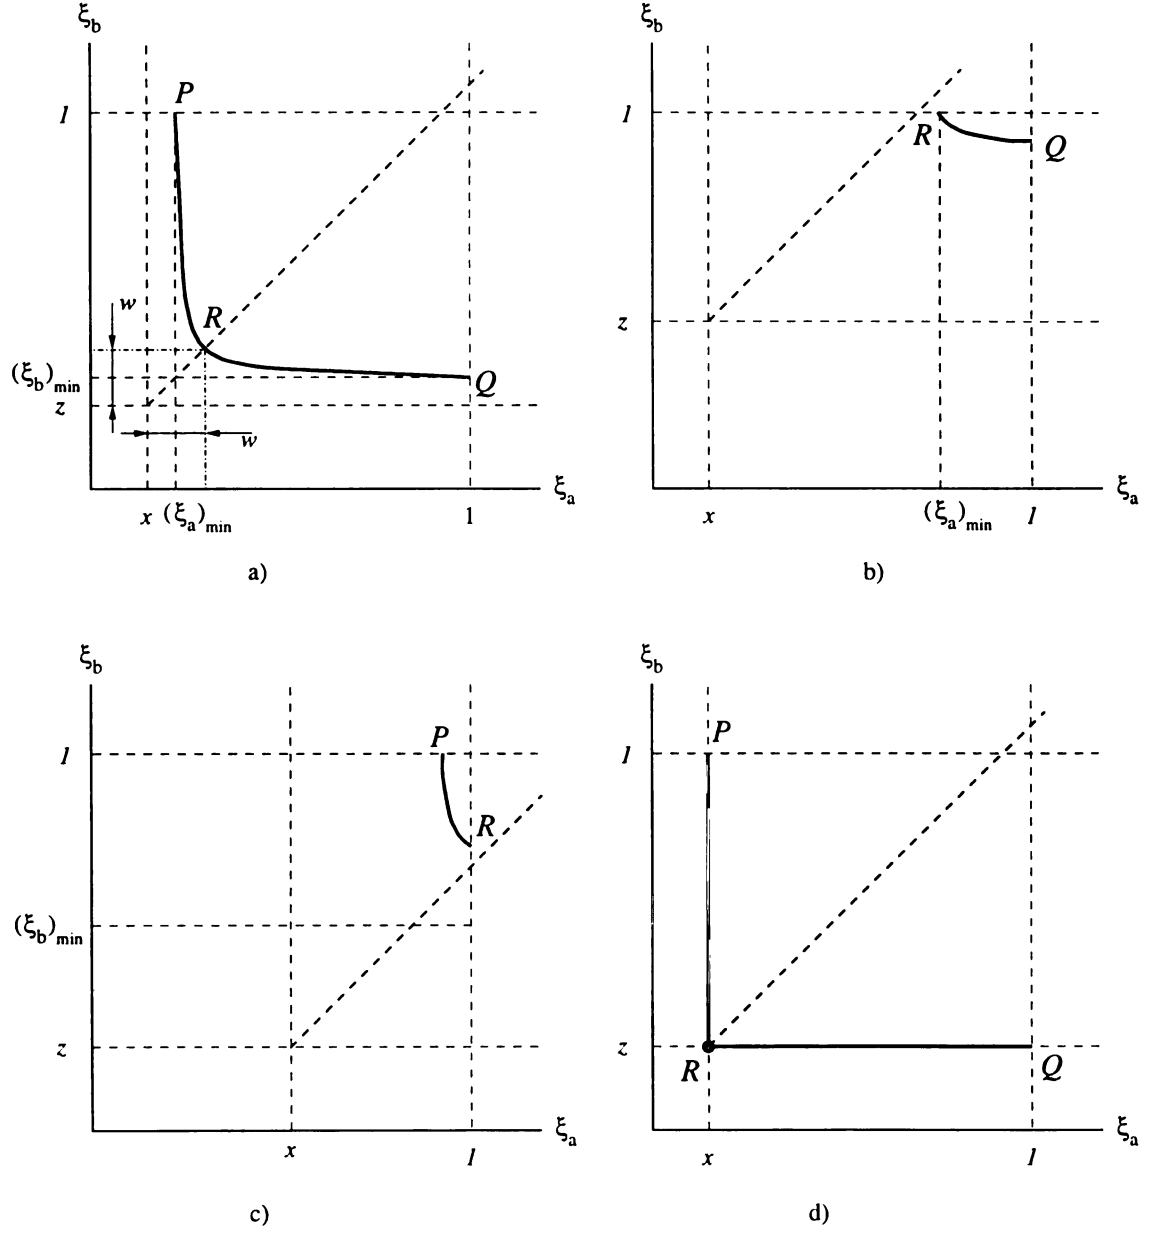 ξb ξb
P
1 1
R Q
w R
(ξb)min Q z
z
w
ξa ξa
x (ξa)min 1 x (ξa)min 1
a) b)
ξb ξb
P P
1 1
R
(ξb)min
z z
R Q
ξa ξa
x 1 x 1
c) d)